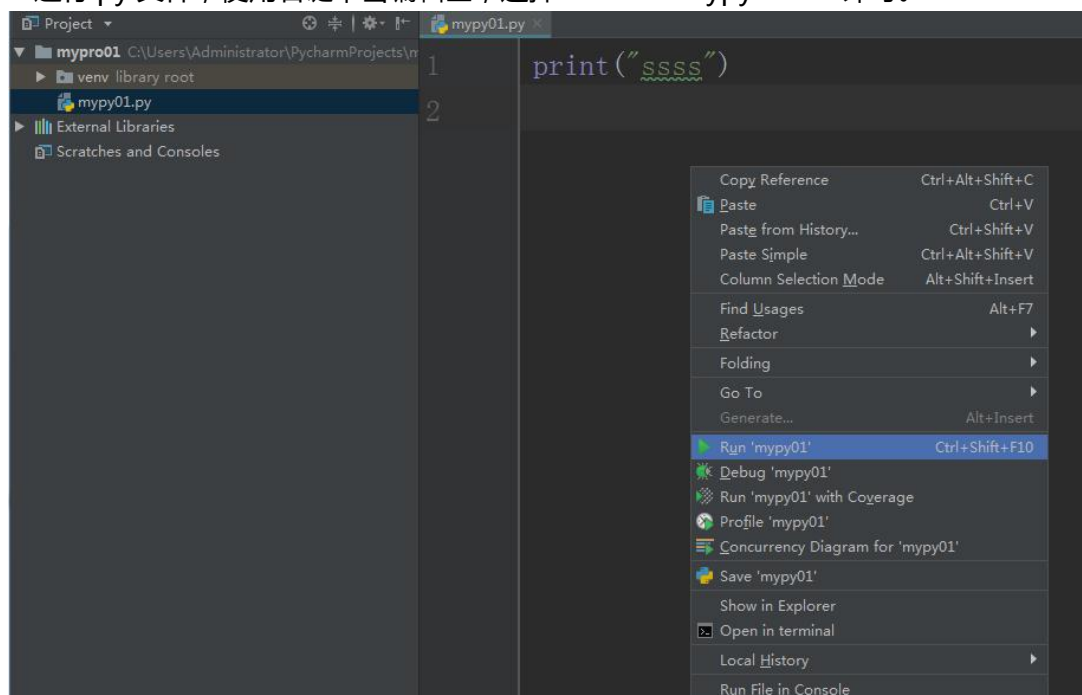 Project
mypy01.py
mypro01 C:\Users\Administrator\PycharmProjects\m
venv library root
mypy01.py
External Libraries
Scratches and Consoles
1 print("ssss")
2
Copy Reference Ctrl+Alt+Shift+C
Paste Ctrl+V
Paste from History... Ctrl+Shift+V
Paste Simple Ctrl+Alt+Shift+V
Column Selection Mode Alt+Shift+Insert
Find Usages Alt+F7
Refactor
Folding
Go To
Generate... Alt+Insert
Run 'mypy01' Ctrl+Shift+F10
Debug 'mypy01'
Run 'mypy01' with Coverage
Profile 'mypy01'
Concurrency Diagram for 'mypy01'
Save 'mypy01'
Show in Explorer
Open in terminal
Local History
Run File in Console